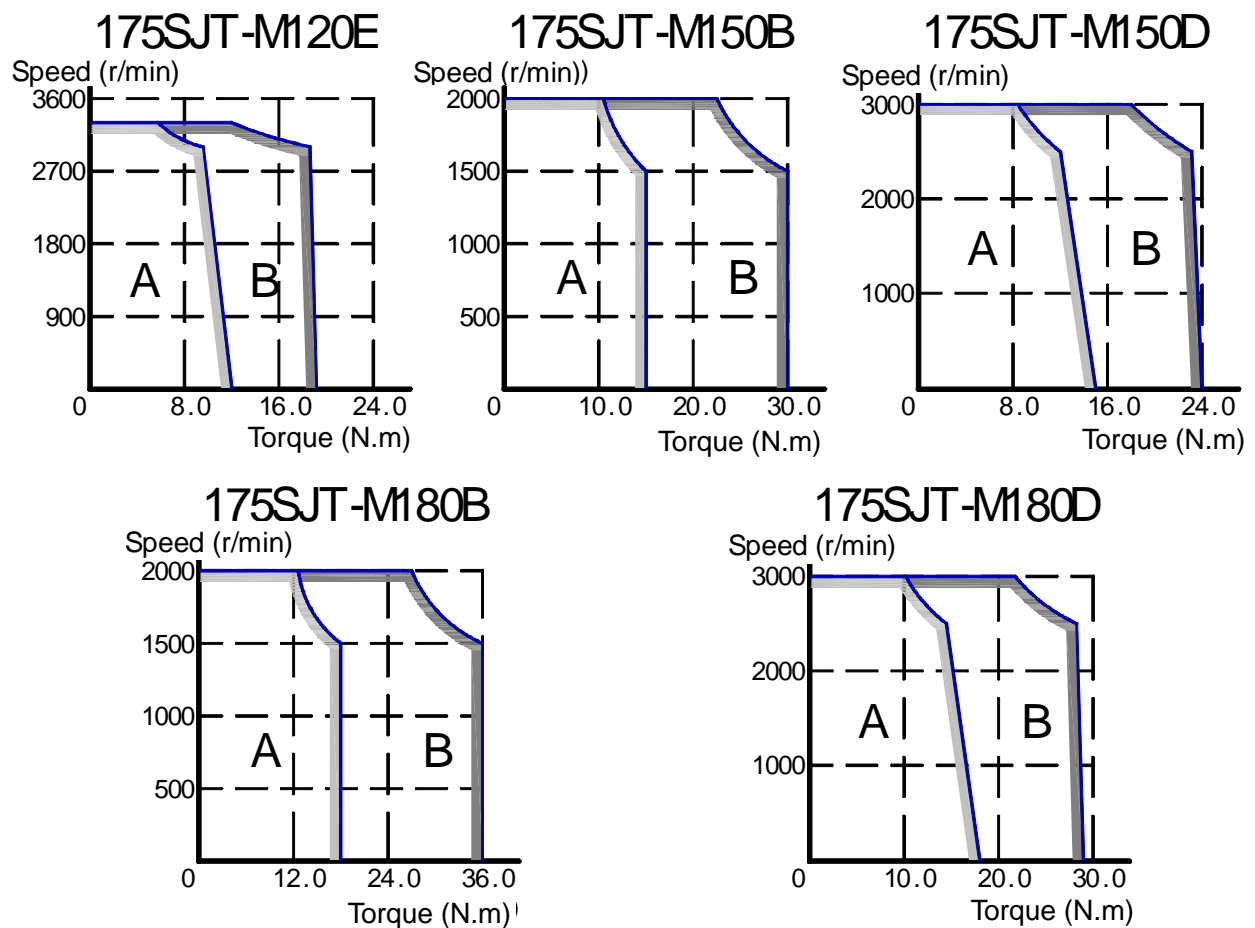 175SJT-M120E
Speed (r/min)
3600
2700
1800
900
A
B
0
8.0
16.0
24.0
Torque (N.m)
175SJT-M150B
Speed (r/min))
2000
1500
1000
500
A
B
0
10.0
20.0
30.0
Torque (N.m)
175SJT-M150D
Speed (r/min)
3000
2000
1000
A
B
0
8.0
16.0
24.0
Torque (N.m)
175SJT-M180B
Speed (r/min)
2000
1500
1000
500
A
B
0
12.0
24.0
36.0
Torque (N.m)
175SJT-M180D
Speed (r/min)
3000
2000
1000
A
B
0
10.0
20.0
30.0
Torque (N.m)